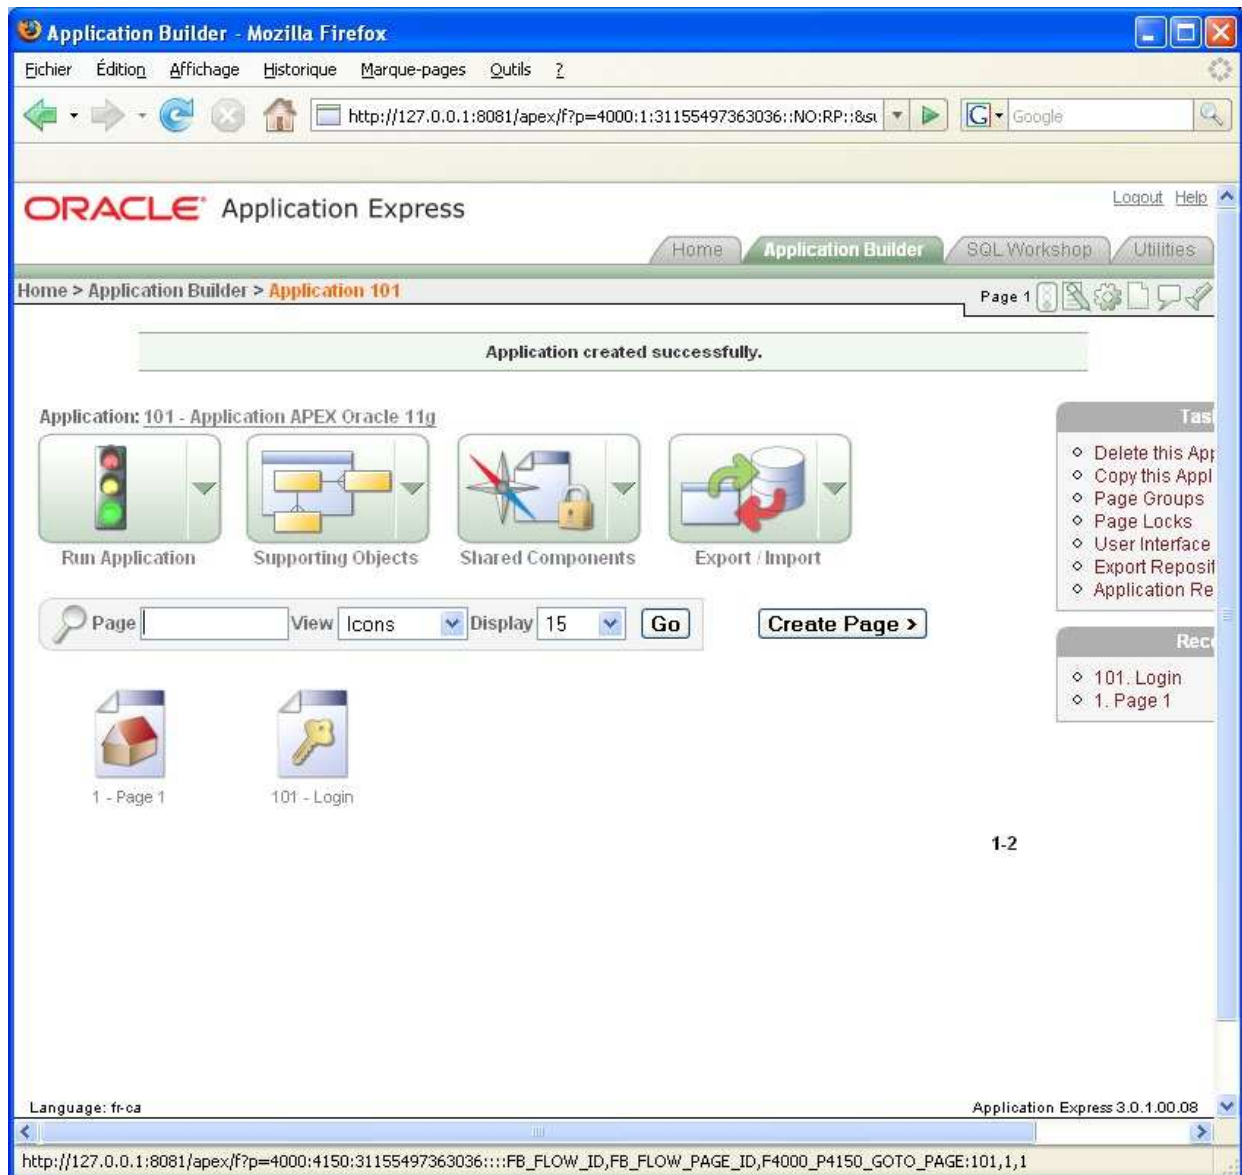 Application Builder - Mozilla Firefox
Fichier Édition Affichage Historique Marque-pages Outils ?
http://127.0.0.1:8081/apex/f?p=4000:1:31155497363036::NO:RP::&su G Google
ORACLE Application Express
Logout Help
Home Application Builder SQL Workshop Utilities
Home > Application Builder > Application 101
Page 1
Application created successfully.
Application: 101 - Application APEX Oracle 11g
Run Application Supporting Objects Shared Components Export / Import
Page View Icons Display 15 Go Create Page >
1 - Page 1 101 - Login
1-2
Tas
Delete this App
Copy this Appl
Page Groups
Page Locks
User Interface
Export Reposit
Application Re
Rece
101. Login
1. Page 1
Language: fr-ca
Application Express 3.0.1.00.08
http://127.0.0.1:8081/apex/f?p=4000:4150:31155497363036::::FB_FLOW_ID,FB_FLOW_PAGE_ID,F4000_P4150_GOTO_PAGE:101,1,1